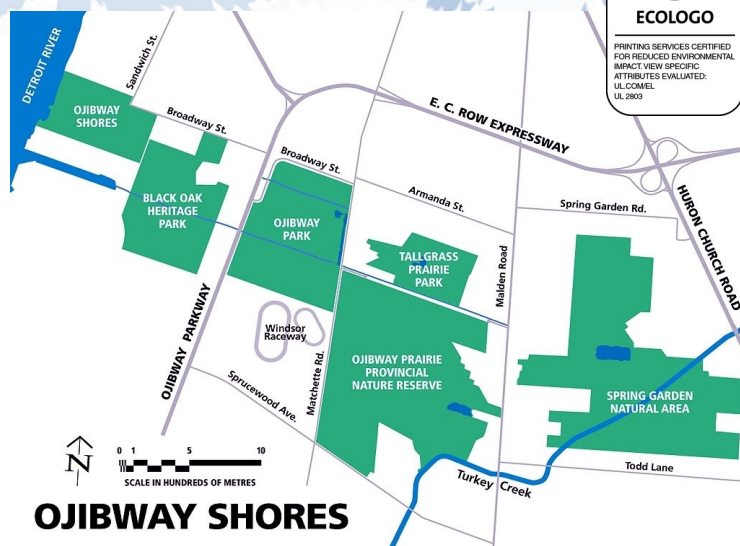 ECOLOGO
PRINTING SERVICES CERTIFIED
FOR REDUCED ENVIRONMENTAL
IMPACT. VIEW SPECIFIC
ATTRIBUTES EVALUATED:
UL.COM/EL
UL 2803
DETROIT RIVER
Sandwich St.
OJIBWAY
SHORES
Broadway St.
E. C. ROW EXPRESSWAY
Broadway St.
BLACK OAK
HERITAGE
PARK
OJIBWAY
PARK
Armanda St.
Spring Garden Rd.
HURON CHURCH ROAD
TALLGRASS
PRAIRIE
PARK
Malden Road
OJIBWAY PARKWAY
Windsor
Raceway
Matchette Rd.
OJIBWAY PRAIRIE
PROVINCIAL
NATURE RESERVE
Sprucewood Ave.
SPRING GARDEN
NATURAL AREA
Todd Lane
Turkey Creek
N
0 1 5 10
SCALE IN HUNDREDS OF METRES
OJIBWAY SHORES